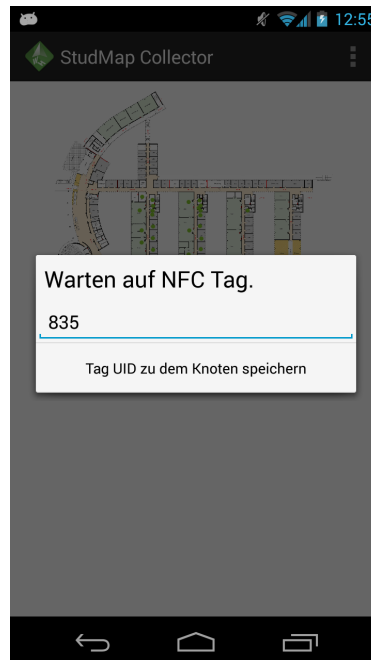 12:55
StudMap Collector
Warten auf NFC Tag.
835
Tag UID zu dem Knoten speichern